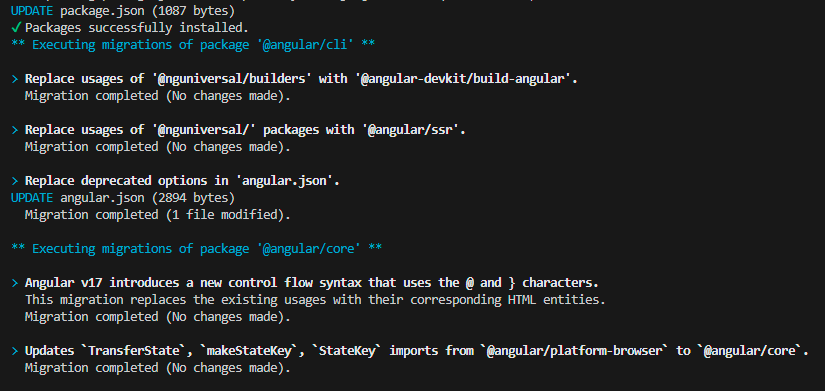 UPDATE package.json (1087 bytes)
✓ Packages successfully installed.
** Executing migrations of package '@angular/cli' **
> Replace usages of '@nguniversal/builders' with '@angular-devkit/build-angular'.
Migration completed (No changes made).
> Replace usages of '@nguniversal/' packages with '@angular/ssr'.
Migration completed (No changes made).
> Replace deprecated options in 'angular.json'.
UPDATE angular.json (2894 bytes)
Migration completed (1 file modified).
** Executing migrations of package '@angular/core' **
> Angular v17 introduces a new control flow syntax that uses the @ and } characters.
This migration replaces the existing usages with their corresponding HTML entities.
Migration completed (No changes made).
> Updates `TransferState`, `makeStateKey`, `StateKey` imports from `@angular/platform-browser` to `@angular/core`.
Migration completed (No changes made).